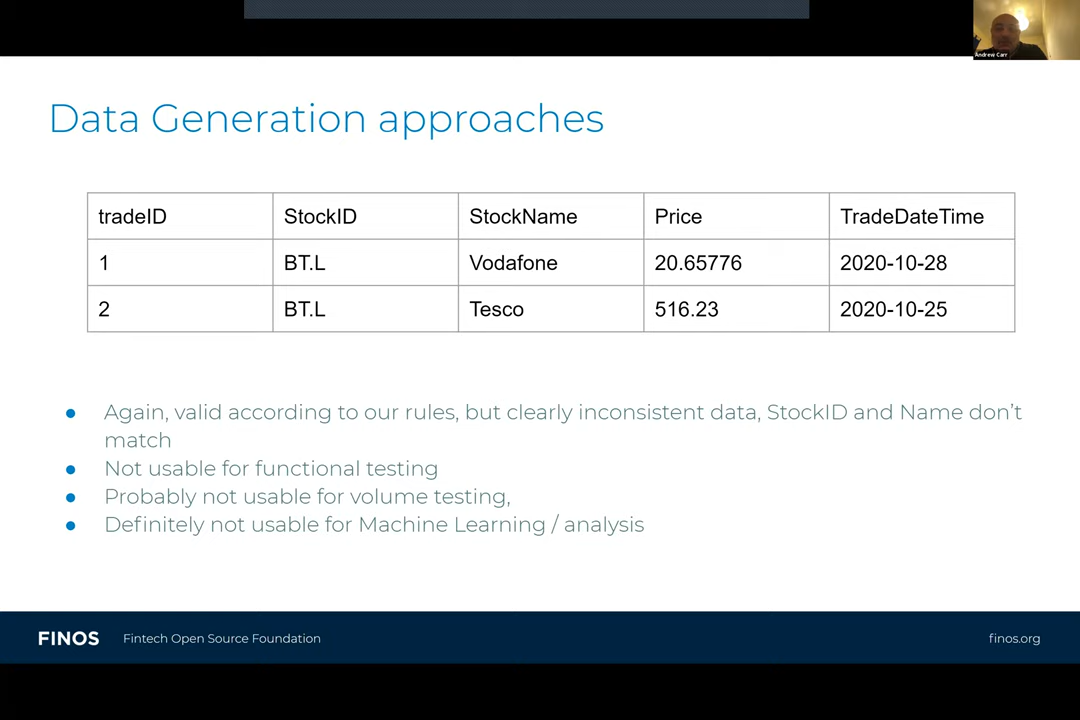 Andrew Carr
Data Generation approaches
tradeID StockID StockName Price TradeDateTime
1 BT.L Vodafone 20.65776 2020-10-28
2 BT.L Tesco 516.23 2020-10-25
● Again, valid according to our rules, but clearly inconsistent data, StockID and Name don’t
match
● Not usable for functional testing
● Probably not usable for volume testing,
● Definitely not usable for Machine Learning / analysis
FINOS Fintech Open Source Foundation finos.org